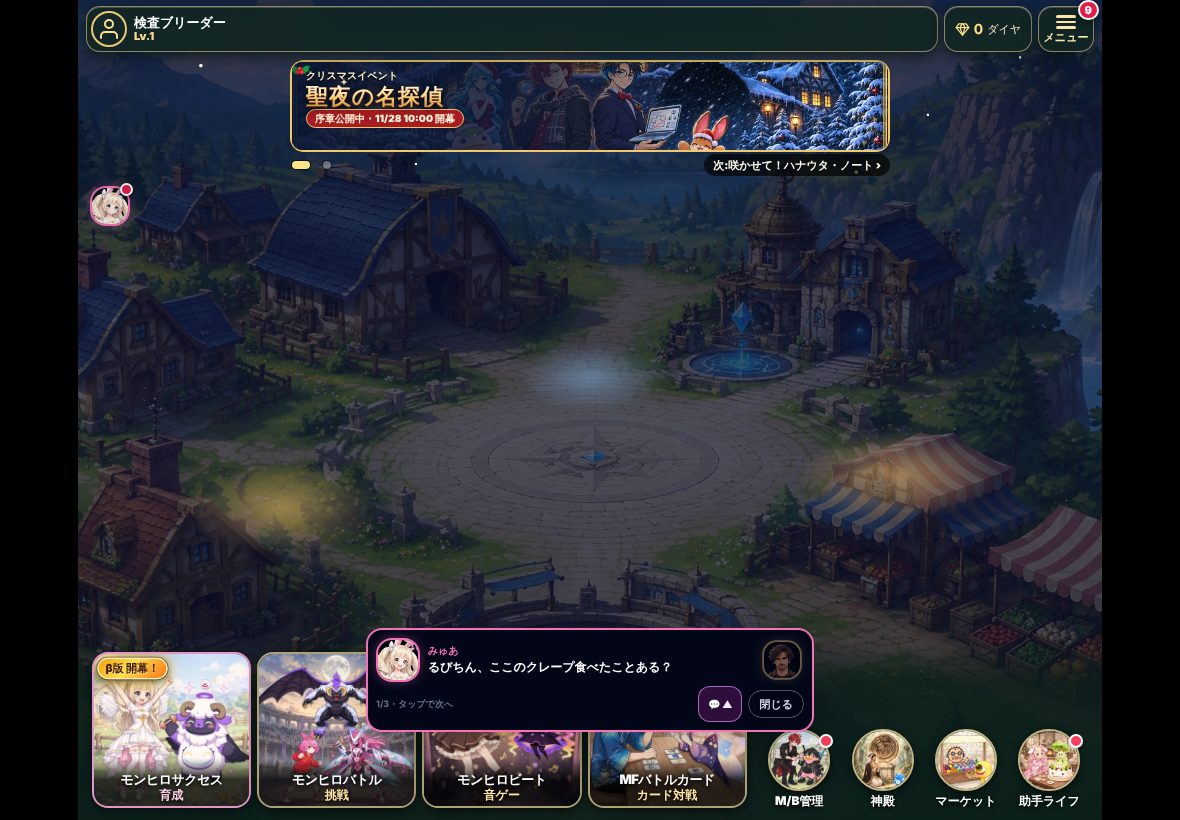 検査ブリーダー
Lv.1
0 ダイヤ
9
メニュー
クリスマスイベント
聖夜の名探偵
序章公開中・11/28 10:00 開幕
次:咲かせて！ハナウタ・ノート ›
みゅあ
るびちん、ここのクレープ食べたことある？
1/3・タップで次へ
閉じる
β版 開幕！
モンヒロサクセス
育成
モンヒロバトル
挑戦
モンヒロビート
音ゲー
MFバトルカード
カード対戦
M/B管理
神殿
マーケット
助手ライフ